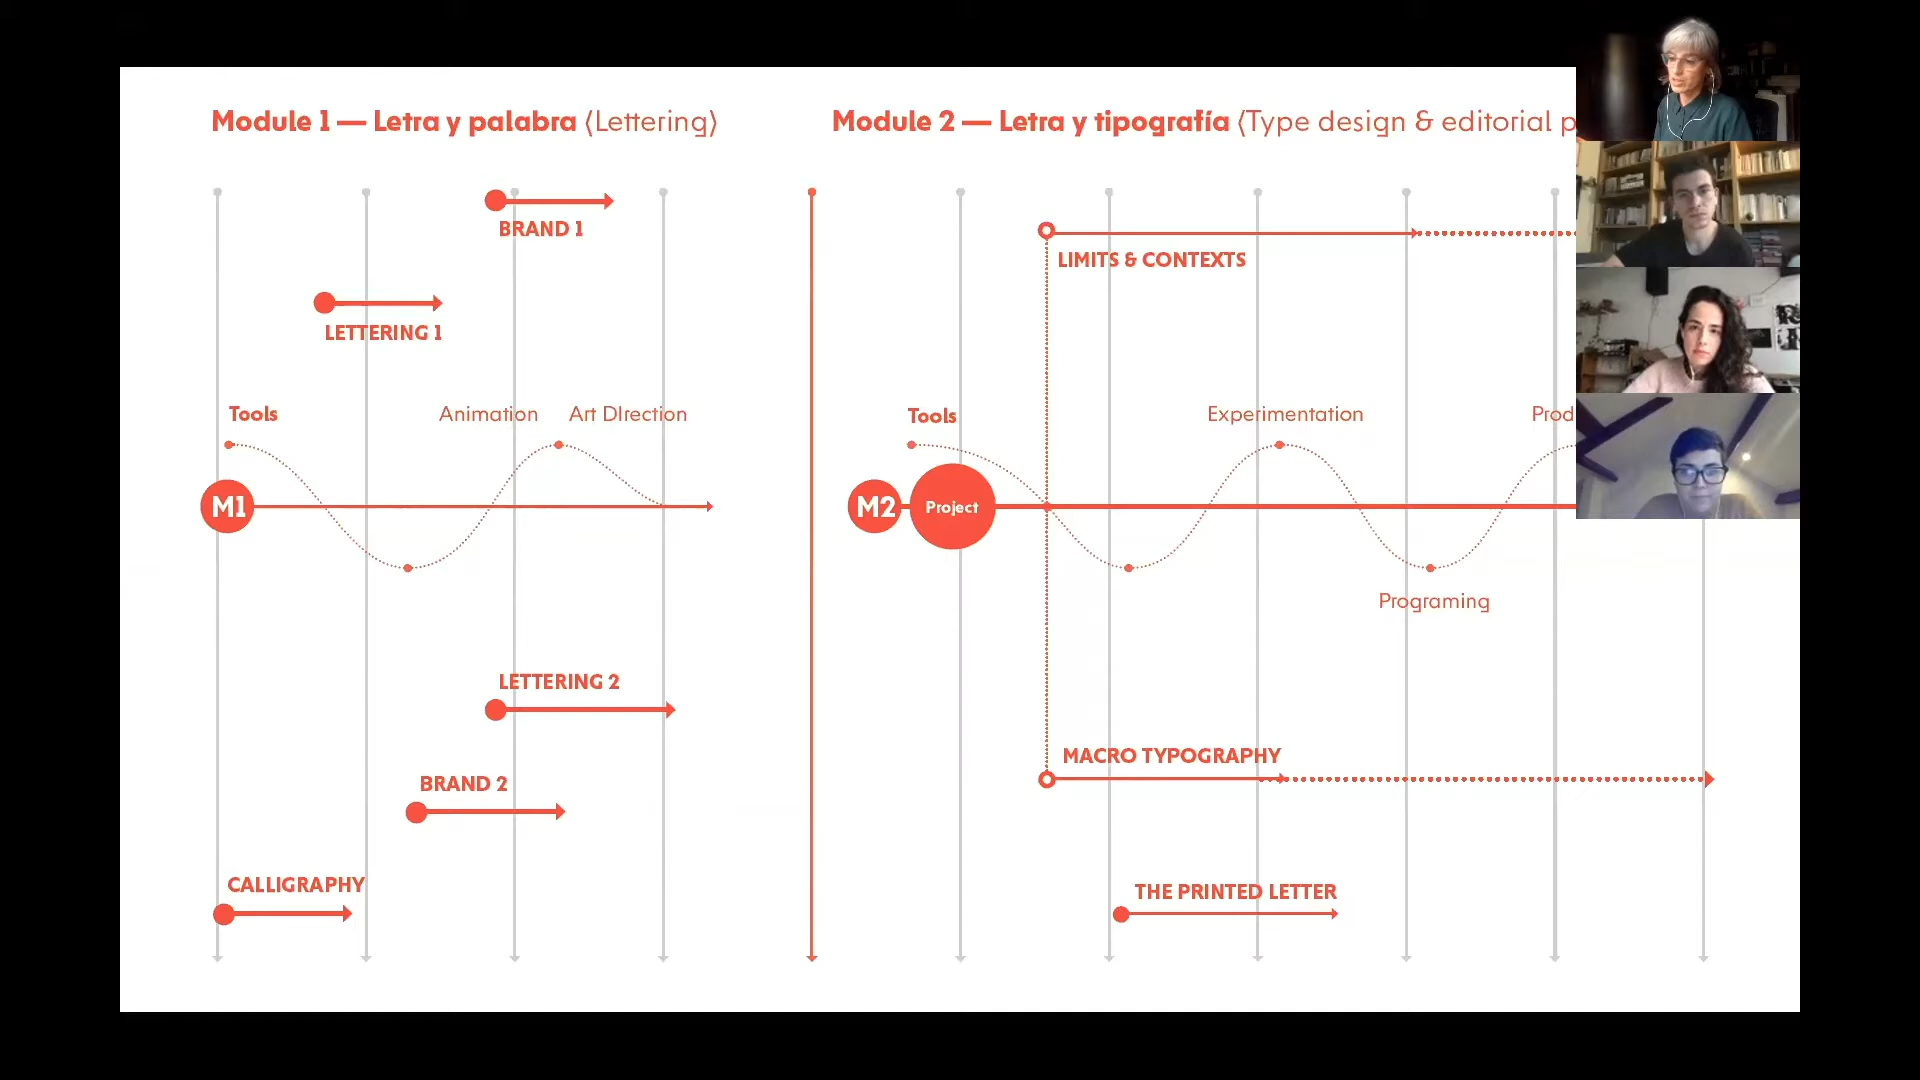 Module 1 — Letra y palabra (Lettering)
Module 2 — Letra y tipografía (Type design & editorial
BRAND 1
LIMITS & CONTEXTS
LETTERING 1
Tools
Animation
Art DIrection
Tools
Experimentation
M1
M2
Project
Programing
LETTERING 2
MACRO TYPOGRAPHY
BRAND 2
CALLIGRAPHY
THE PRINTED LETTER